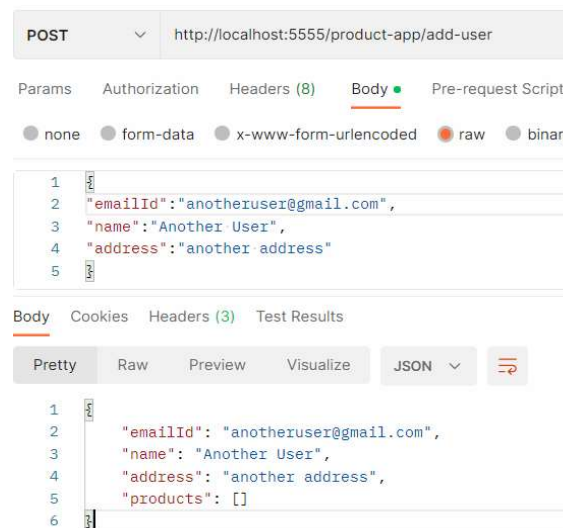 POST http://localhost:5555/product-app/add-user
Params Authorization Headers (8) Body Pre-request Script
none form-data x-www-form-urlencoded raw binar
1 {
2 "emailId":"anotheruser@gmail.com",
3 "name":"Another User",
4 "address":"another address"
5 }
Body Cookies Headers (3) Test Results
Pretty Raw Preview Visualize JSON
1 {
2 "emailId": "anotheruser@gmail.com",
3 "name": "Another User",
4 "address": "another address",
5 "products": []
6 }